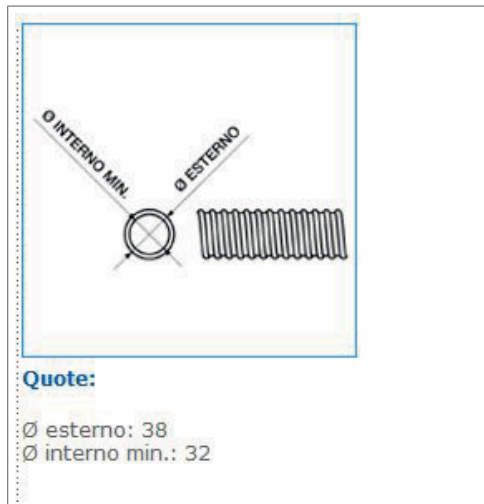 Ø INTERNO MIN.
Ø ESTERNO
Quote:
Ø esterno: 38
Ø interno min.: 32